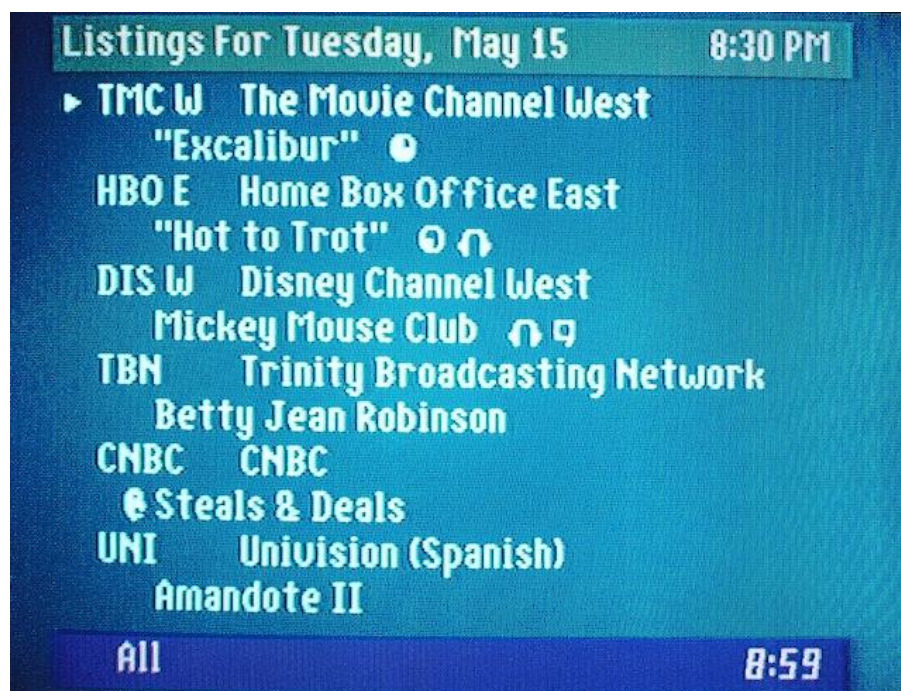 Listings For Tuesday, May 15 8:30 PM
TMC W The Movie Channel West
"Excalibur"
HBO E Home Box Office East
"Hot to Trot"
DIS W Disney Channel West
Mickey Mouse Club
TBN Trinity Broadcasting Network
Betty Jean Robinson
CNBC CNBC
Steals & Deals
UNI Univision (Spanish)
Amandote II
All 8:59